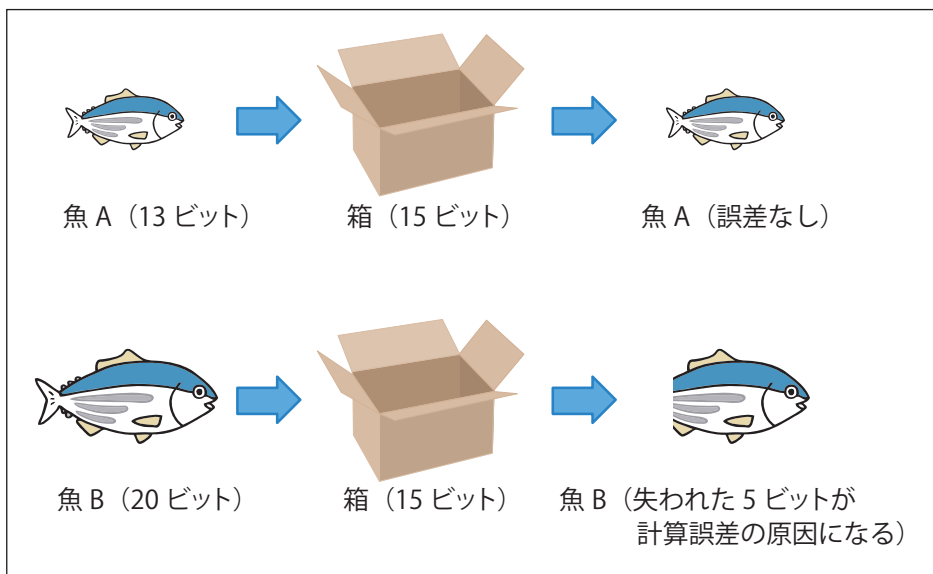 魚 A（13 ビット）
箱（15 ビット）
魚 A（誤差なし）
魚 B（20 ビット）
箱（15 ビット）
魚 B（失われた 5 ビットが
計算誤差の原因になる）